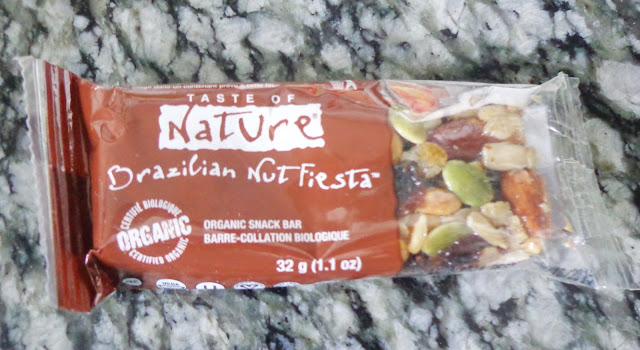 TASTE OF
Nature
Brazilian Nut Fiesta™
CERTIFIÉ BIOLOGIQUE
ORGANIC
CERTIFIED ORGANIC
ORGANIC SNACK BAR
BARRE-COLLATION BIOLOGIQUE
32 g (1.1 oz)